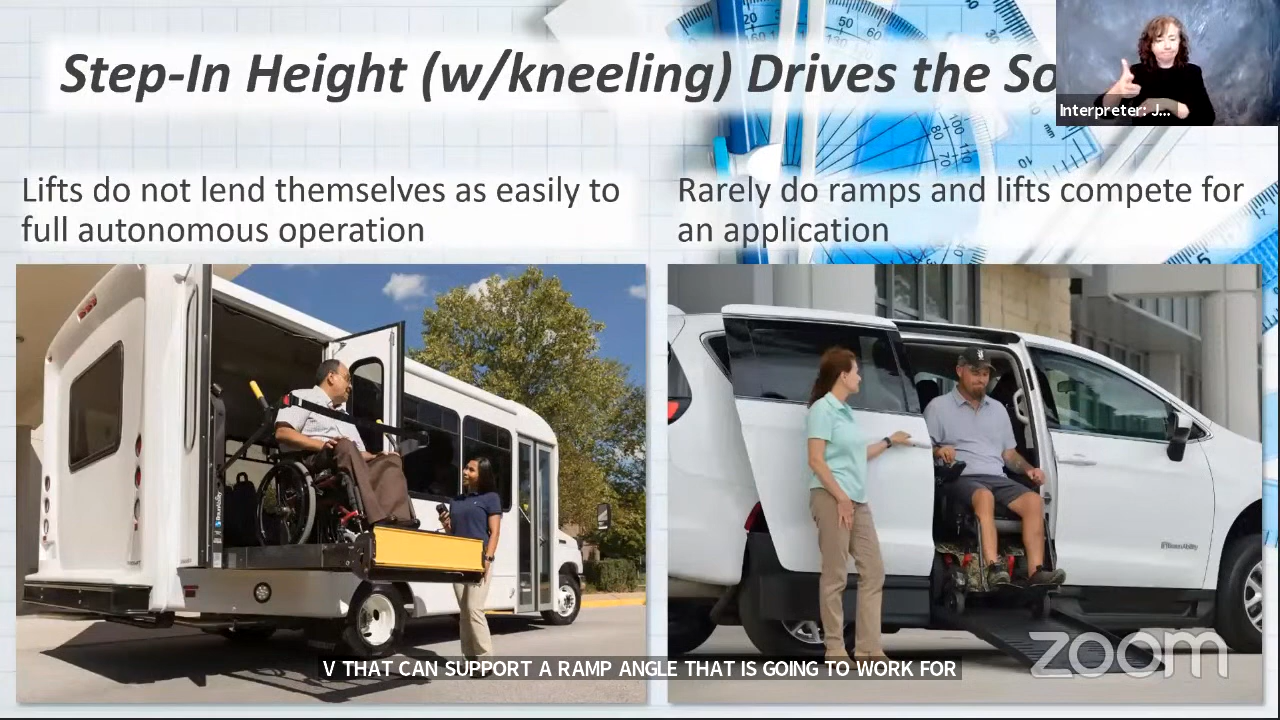 Step-In Height (w/kneeling) Drives the So
Interpreter: J...
Lifts do not lend themselves as easily to
full autonomous operation
Rarely do ramps and lifts compete for
an application
V THAT CAN SUPPORT A RAMP ANGLE THAT IS GOING TO WORK FOR
zoom